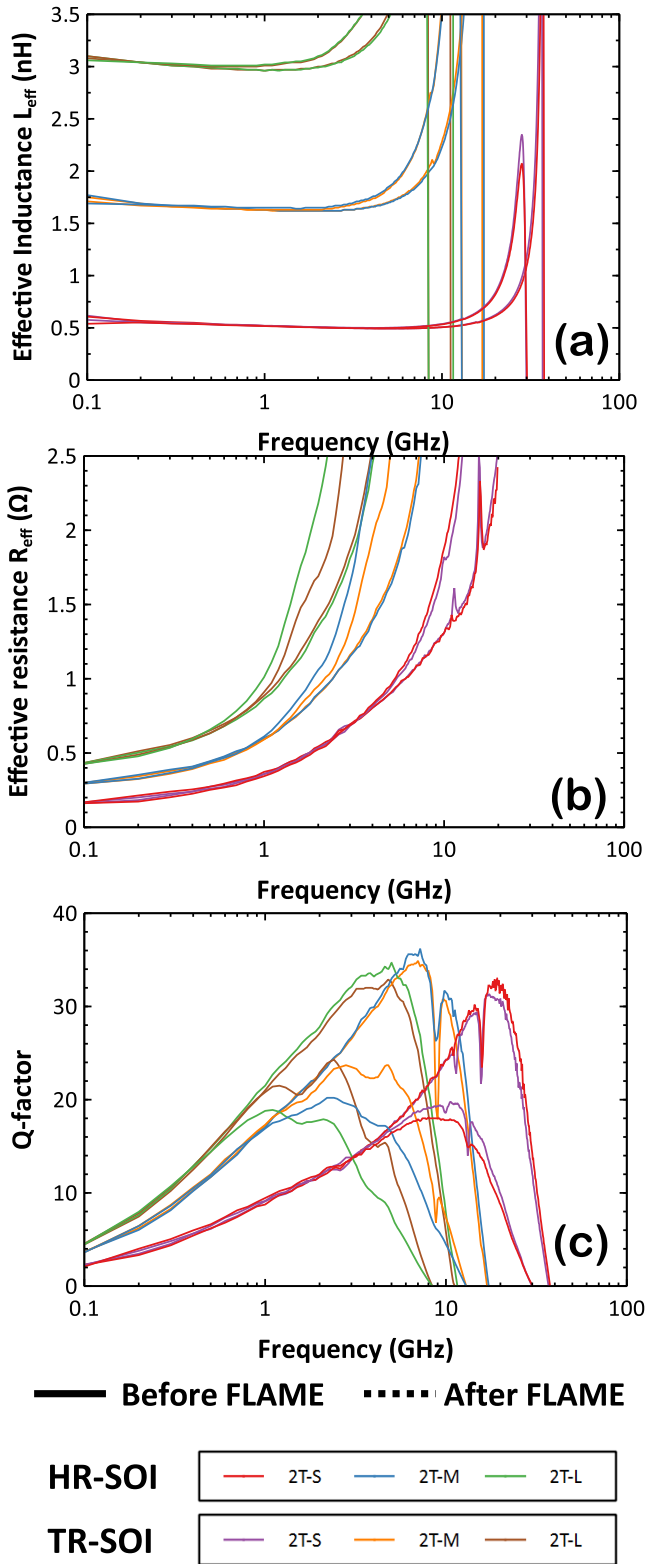 3.5
3
2.5
2
1.5
1
0.5
0
Effective Inductance Leff (nH)
(a)
0.1 1 10 100
Frequency (GHz)
2.5
2
1.5
1
0.5
0
Effective resistance Reff (Ω)
(b)
0.1 1 10 100
Frequency (GHz)
40
30
20
10
0
Q-factor
(c)
0.1 1 10 100
Frequency (GHz)
Before FLAME After FLAME
HR-SOI 2T-S 2T-M 2T-L
TR-SOI 2T-S 2T-M 2T-L